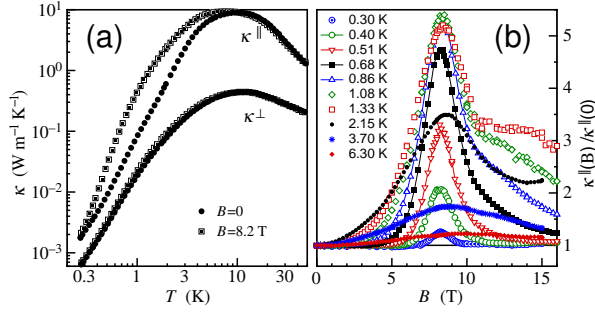 (a)
κ∥
κ⊥
B=0
B=8.2 T
κ (W m⁻¹ K⁻¹)
10¹
10⁰
10⁻¹
10⁻²
10⁻³
0.3 1 3 10 30
T (K)
(b)
0.30 K
0.40 K
0.51 K
0.68 K
0.86 K
1.08 K
1.33 K
2.15 K
3.70 K
6.30 K
0 5 10 15
B (T)
5
4
3
2
1
κ∥(B) /κ∥(0)